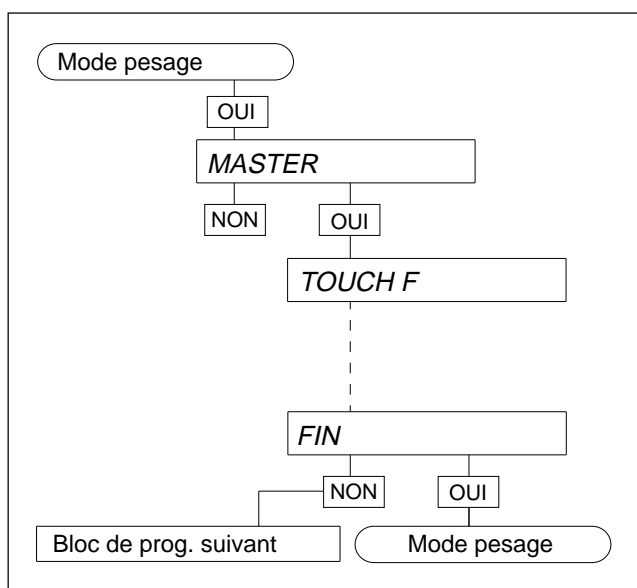 Mode pesage
OUI
MASTER
NON OUI
TOUCH F
FIN
NON OUI
Bloc de prog. suivant Mode pesage